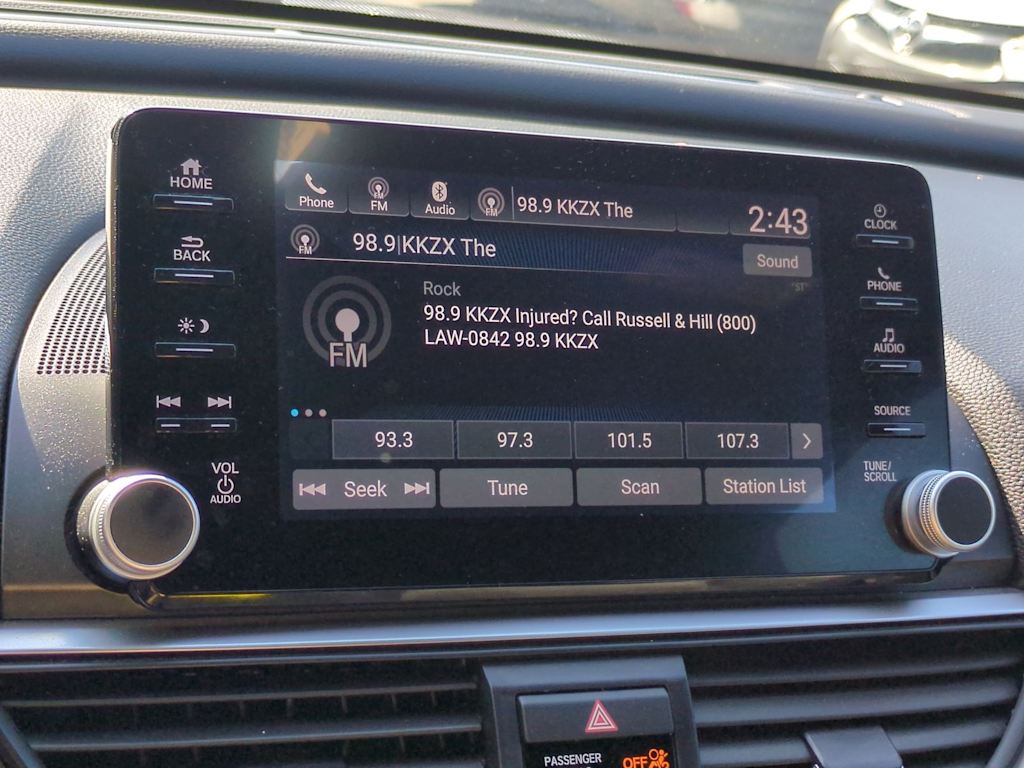 HOME
BACK
VOL
AUDIO
Phone
FM
FM
Audio
FM
98.9 KKZX The
2:43
FM
98.9 KKZX The
Sound
"ST"
Rock
98.9 KKZX Injured? Call Russell & Hill (800)
LAW-0842 98.9 KKZX
FM
93.3
97.3
101.5
107.3
Seek
Tune
Scan
Station List
CLOCK
PHONE
AUDIO
SOURCE
TUNE/
SCROLL
PASSENGER
OFF